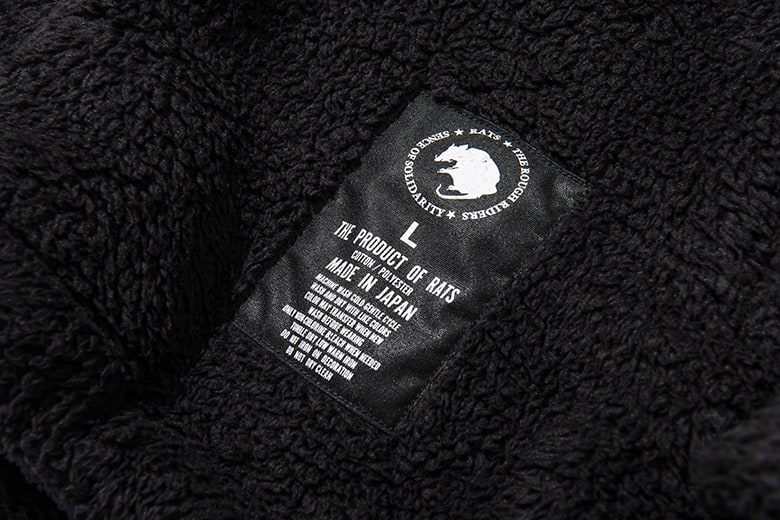 ★ RATS ★ THE ROUGH RIDERS ★ SENCE OF SOLIDARITY
L
THE PRODUCT OF RATS
COTTON / POLYESTER
MADE IN JAPAN
MACHINE WASH COLD GENTLE CYCLE
WASH AND DRY WITH LIKE COLORS
COLOR MAY TRANSFER WHEN NEW
WASH BEFORE WEARING
ONLY NON-CHLORINE BLEACH WHEN NEEDED
TUMBLE DRY LOW WARM IRON
DO NOT IRON ON DECORATION
DO NOT DRY CLEAN